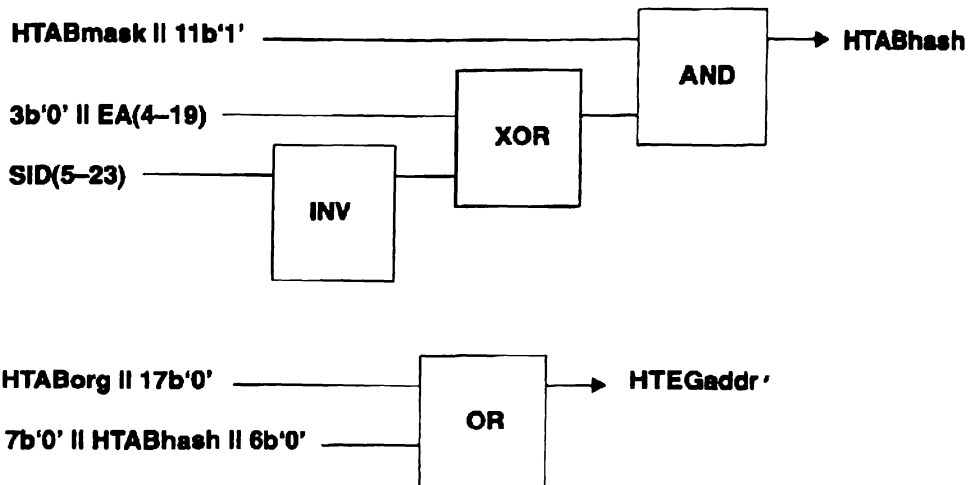 HTABmask || 11b‘1’
HTABhash
AND
3b‘0’ || EA(4–19)
XOR
SID(5–23)
INV
HTABorg || 17b‘0’
HTEGaddr
OR
7b‘0’ || HTABhash || 6b‘0’